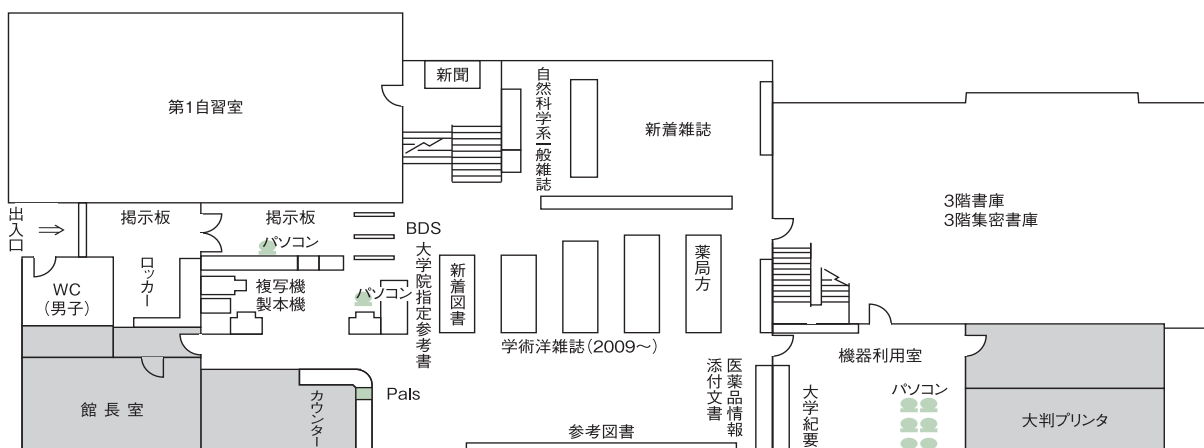 新聞
第1自習室
自然科学系一般雑誌
新着雑誌
3階書庫
3階集密書庫
出入口
掲示板
掲示板
BDS
パソコン
大学院指定参考書
ロッカー
WC
(男子)
複写機
製本機
パソコン
新着図書
薬局方
学術洋雑誌(2009〜)
機器利用室
医薬品情報
添付文書
館長室
カウンター
Pals
大学紀要
パソコン
大判プリンタ
参考図書